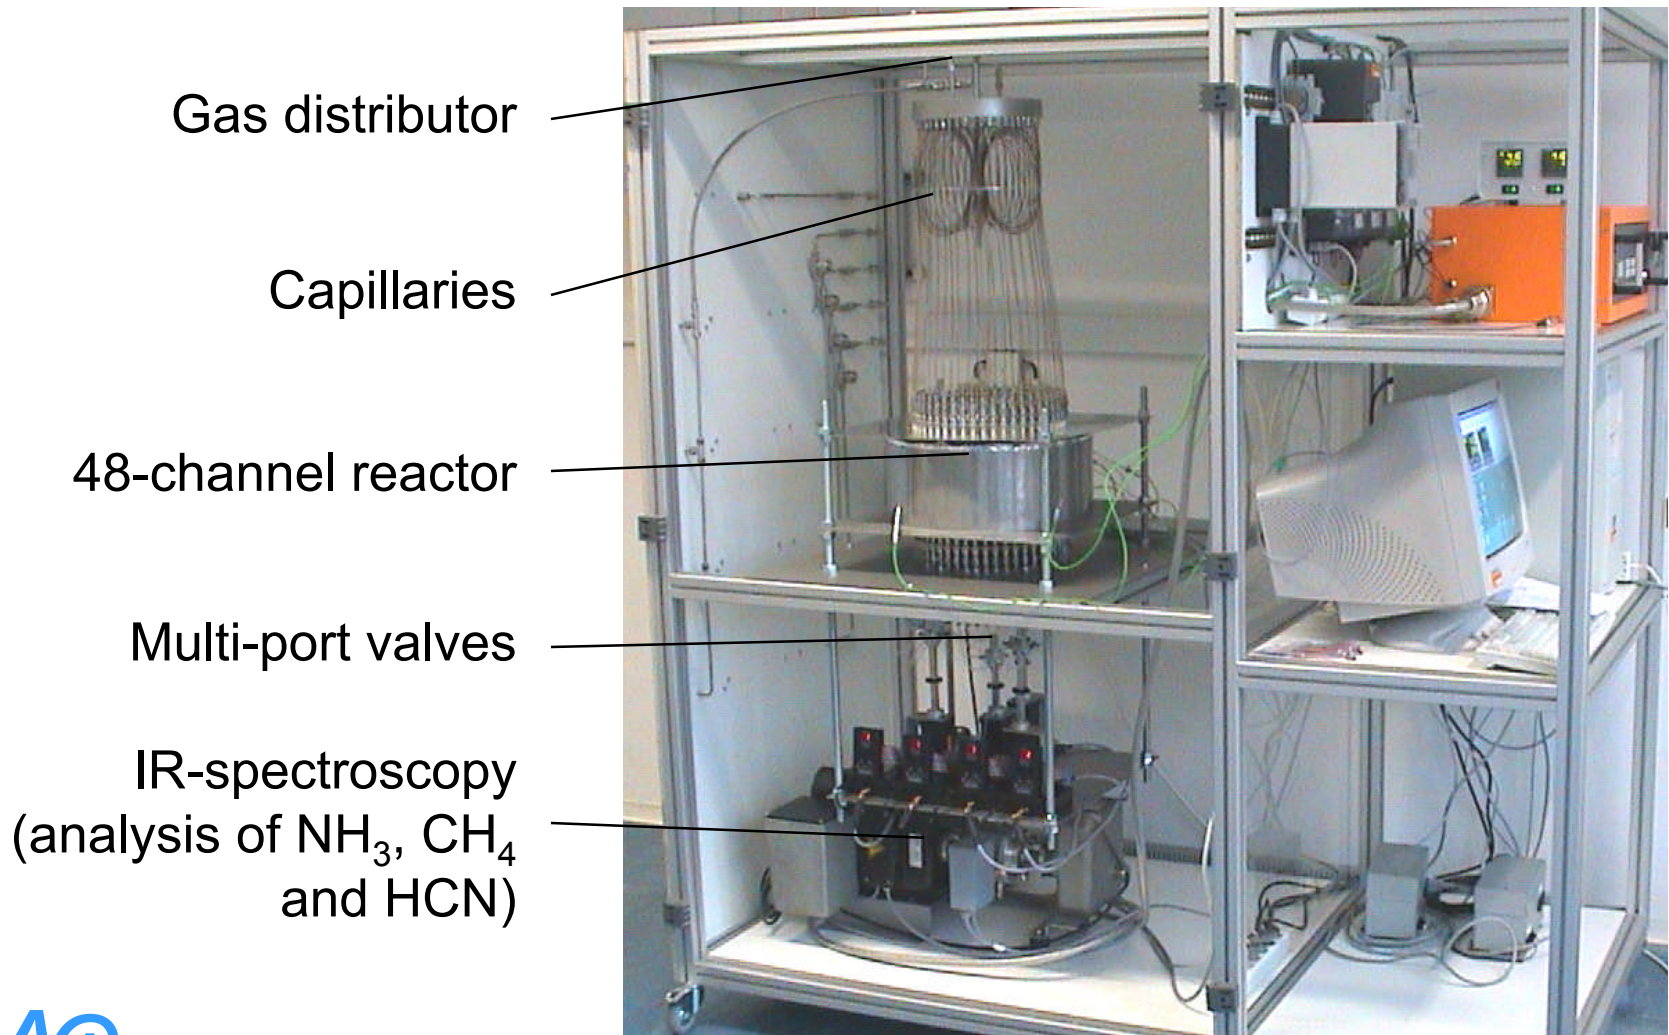 Gas distributor
Capillaries
48-channel reactor
Multi-port valves
IR-spectroscopy
(analysis of NH₃, CH₄
and HCN)